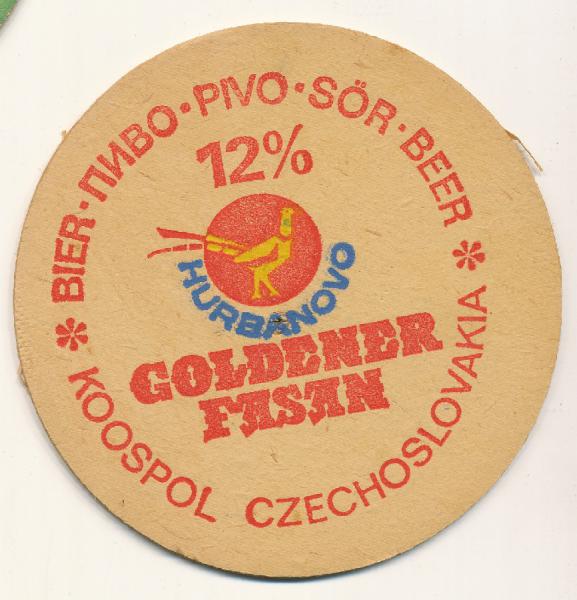 BIER·ПИВО·PIVO·SÖR·BEER
12%
HURBANOVO
GOLDENER
FASAN
* KOOSPOL CZECHOSLOVAKIA *